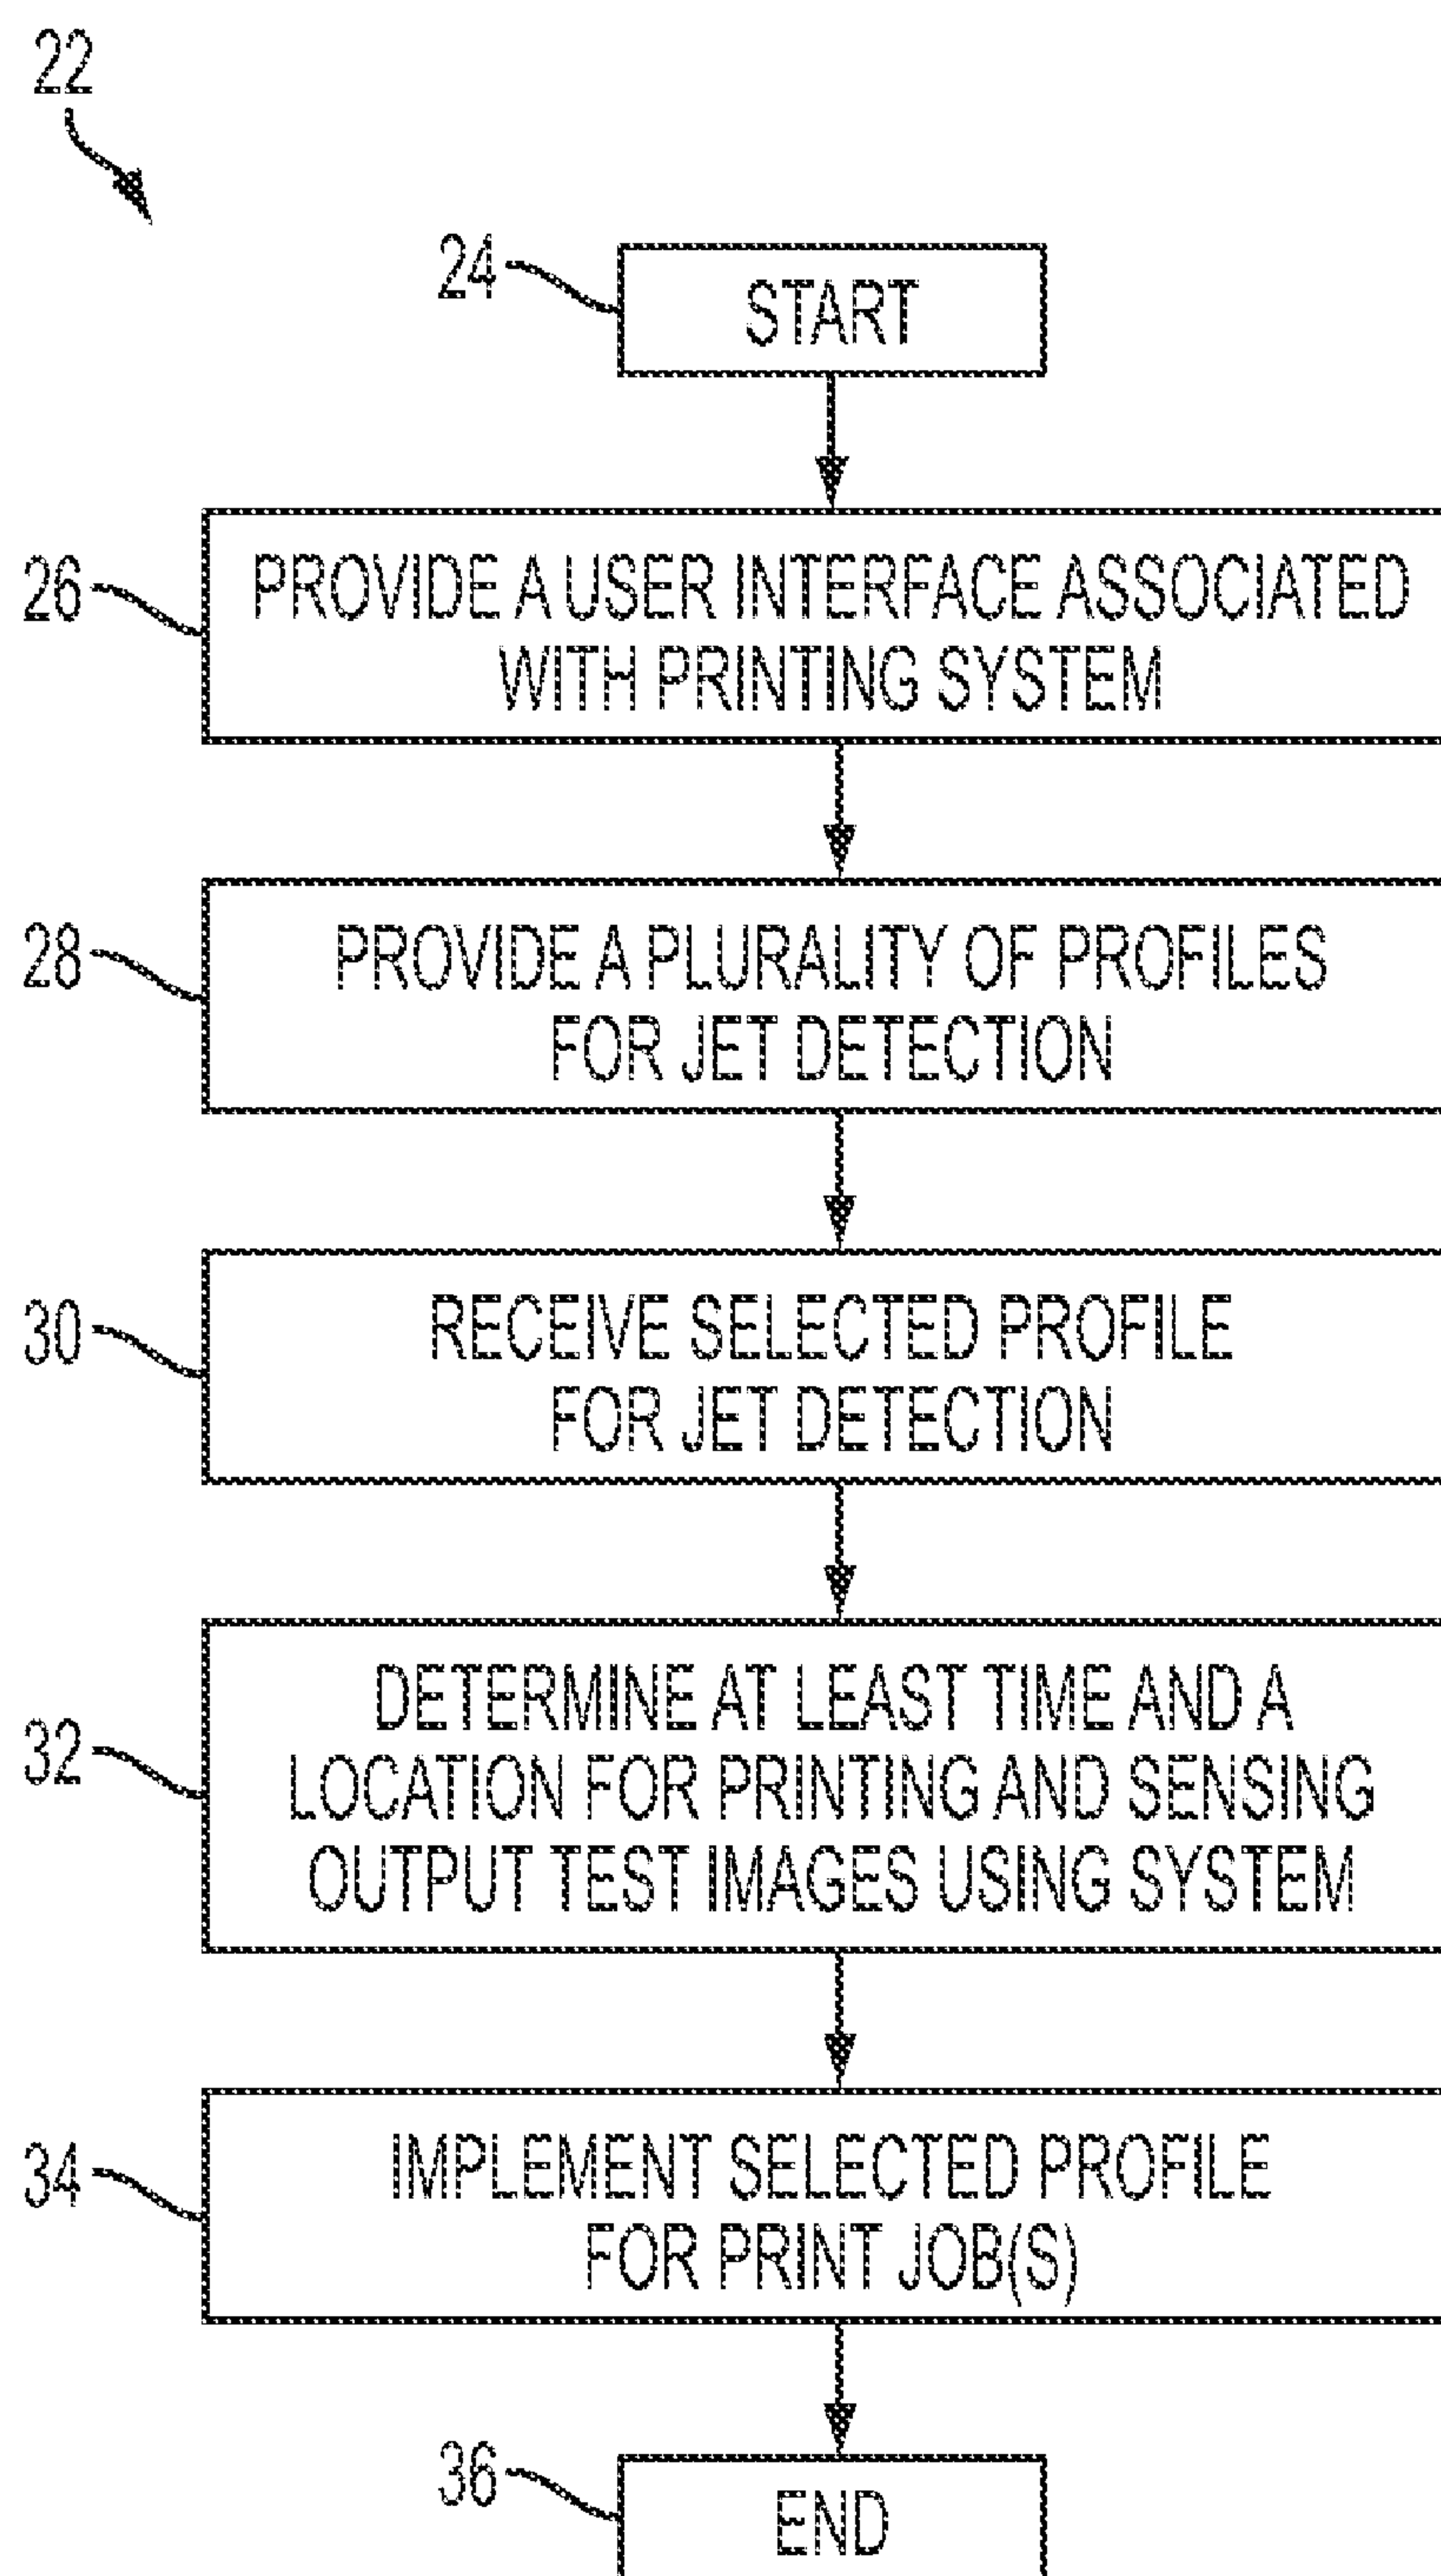 22
24
START
26
PROVIDE A USER INTERFACE ASSOCIATED
WITH PRINTING SYSTEM
28
PROVIDE A PLURALITY OF PROFILES
FOR JET DETECTION
30
RECEIVE SELECTED PROFILE
FOR JET DETECTION
32
DETERMINE AT LEAST TIME AND A
LOCATION FOR PRINTING AND SENSING
OUTPUT TEST IMAGES USING SYSTEM
34
IMPLEMENT SELECTED PROFILE
FOR PRINT JOB(S)
36
END